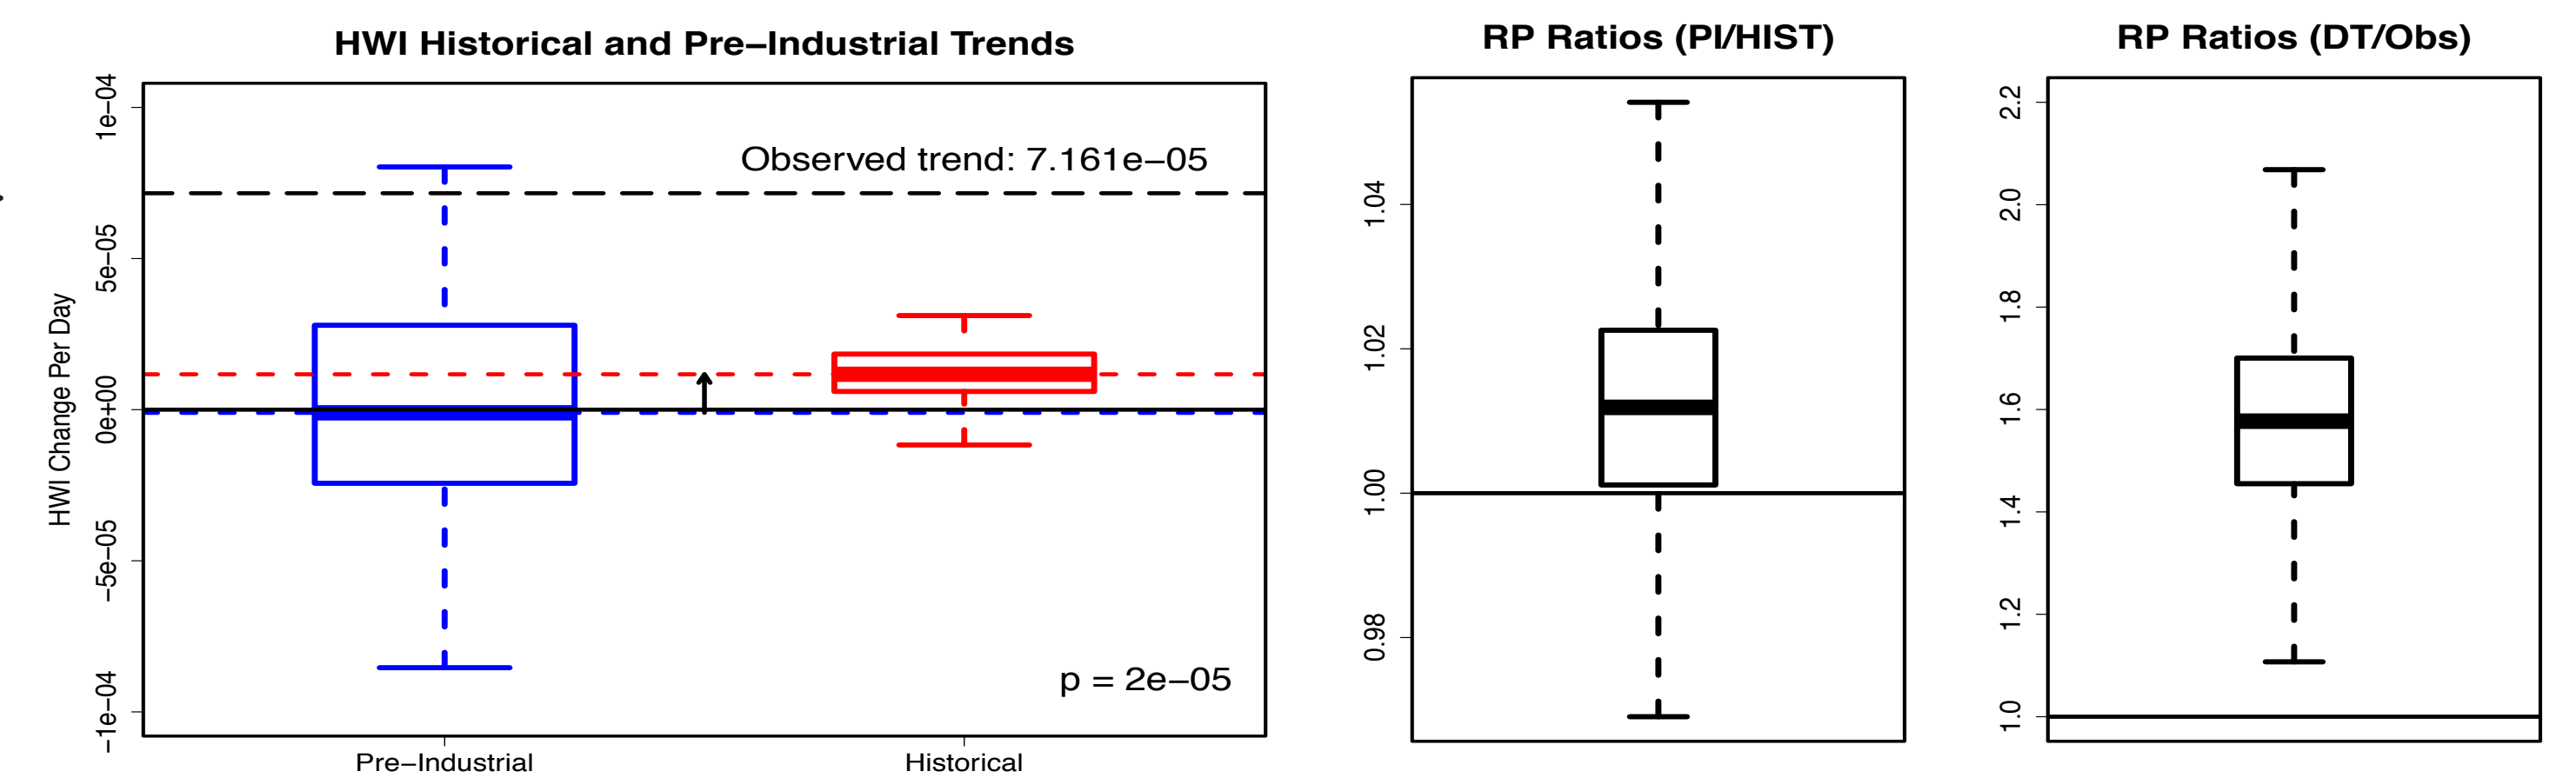 HWI Historical and Pre−Industrial Trends
HWI Change Per Day
1e−04
5e−05
0e+00
−5e−05
−1e−04
Observed trend: 7.161e−05
p = 2e−05
Pre−Industrial
Historical
RP Ratios (PI/HIST)
1.04
1.02
1.00
0.98
RP Ratios (DT/Obs)
2.2
2.0
1.8
1.6
1.4
1.2
1.0